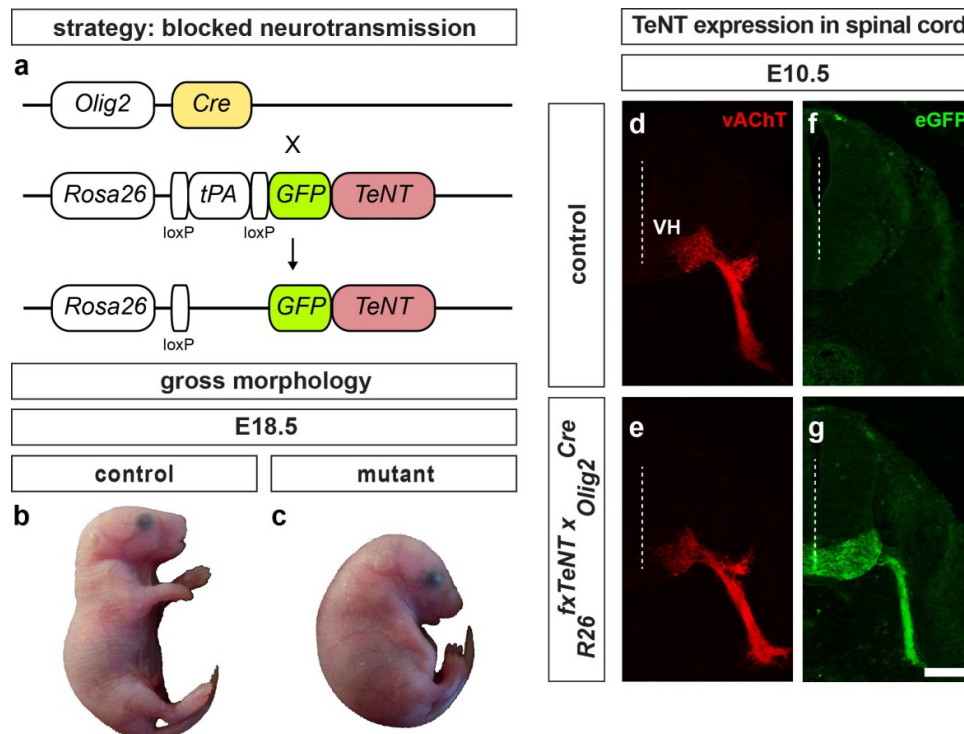 strategy: blocked neurotransmission
a
Olig2 Cre
X
Rosa26 tPA GFP TeNT
loxP loxP
Rosa26 GFP TeNT
loxP
gross morphology
E18.5
control mutant
b c
TeNT expression in spinal cord
E10.5
control
d vAChT f eGFP
VH
R26fxTeNT x Olig2Cre
e g